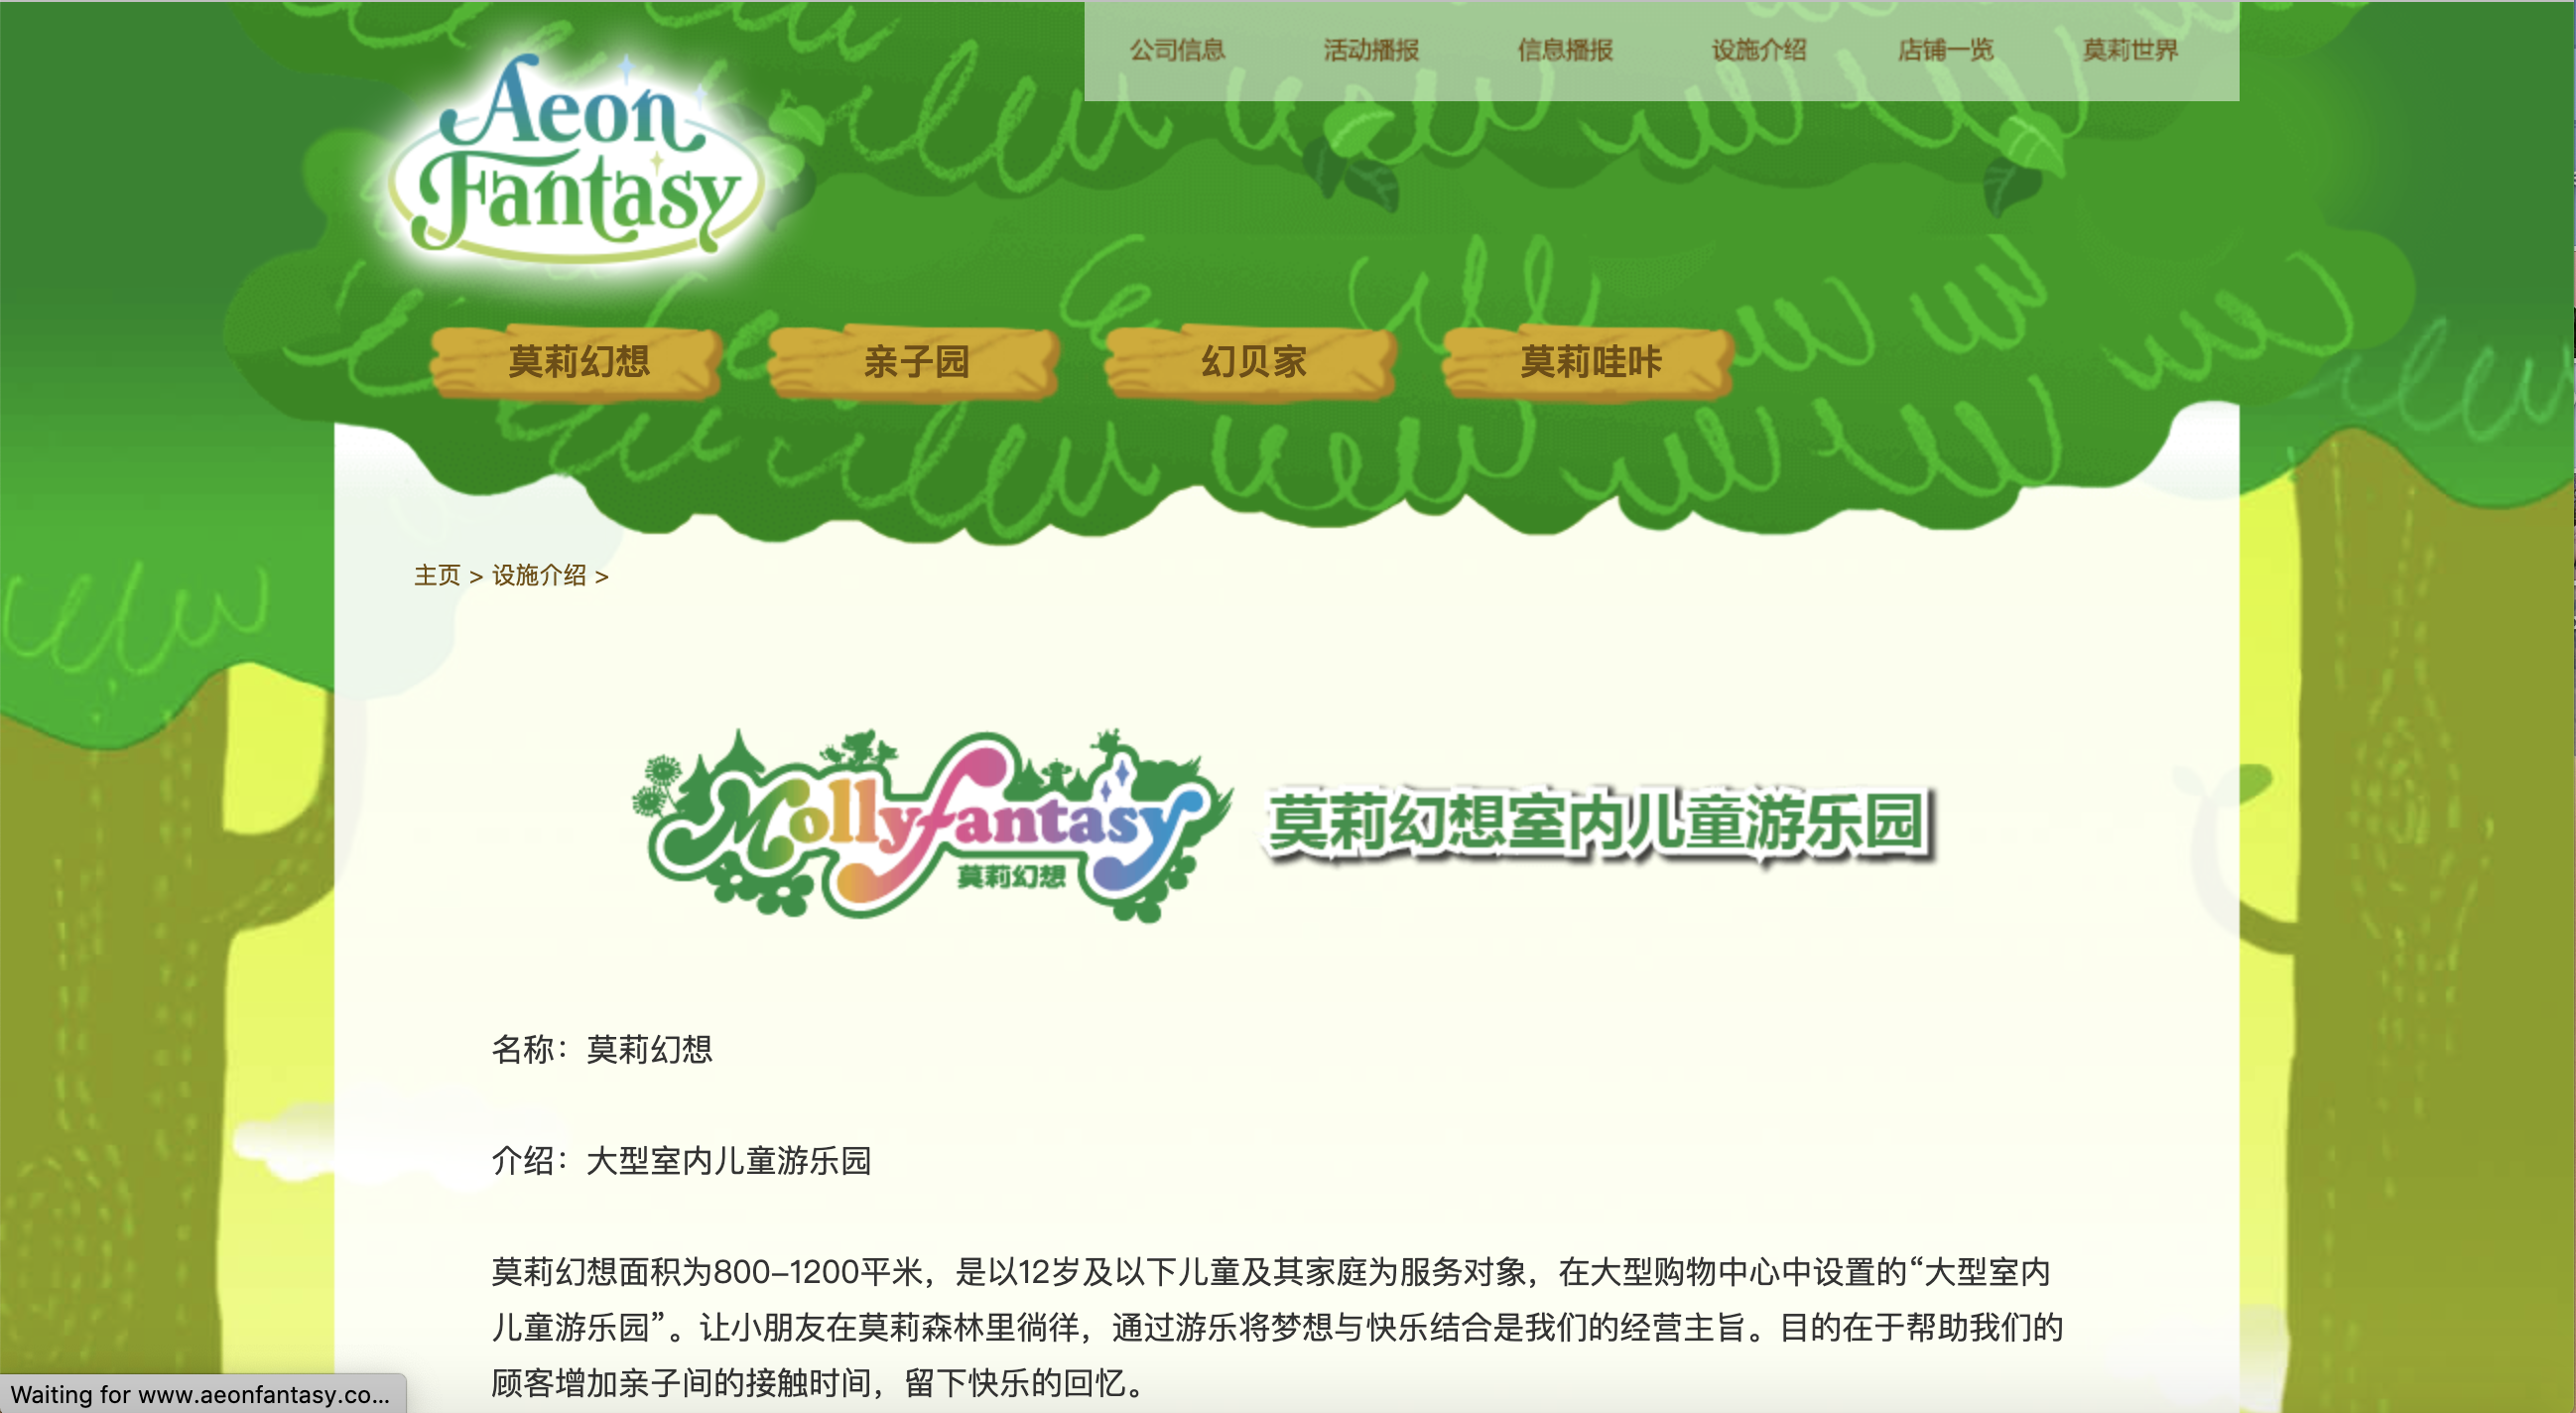 Aeon Fantasy
公司信息 活动播报 信息播报 设施介绍 店铺一览 莫莉世界
莫莉幻想 亲子园 幻贝家 莫莉哇咔
主页 > 设施介绍 >
Mollyfantasy
莫莉幻想
莫莉幻想室内儿童游乐园
名称：莫莉幻想
介绍：大型室内儿童游乐园
莫莉幻想面积为800-1200平米，是以12岁及以下儿童及其家庭为服务对象，在大型购物中心中设置的“大型室内
儿童游乐园”。让小朋友在莫莉森林里徜徉，通过游乐将梦想与快乐结合是我们的经营主旨。目的在于帮助我们的
顾客增加亲子间的接触时间，留下快乐的回忆。
Waiting for www.aeonfantasy.co...